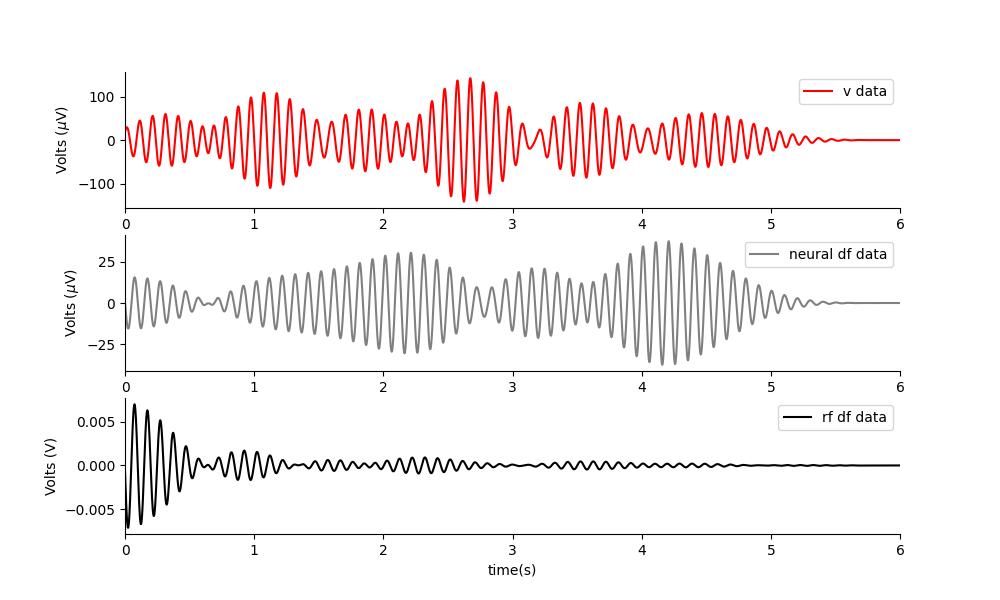 Volts (μV)
100
0
−100
v data
0 1 2 3 4 5 6
Volts (μV)
25
0
−25
neural df data
0 1 2 3 4 5 6
Volts (V)
0.005
0.000
−0.005
rf df data
0 1 2 3 4 5 6
time(s)